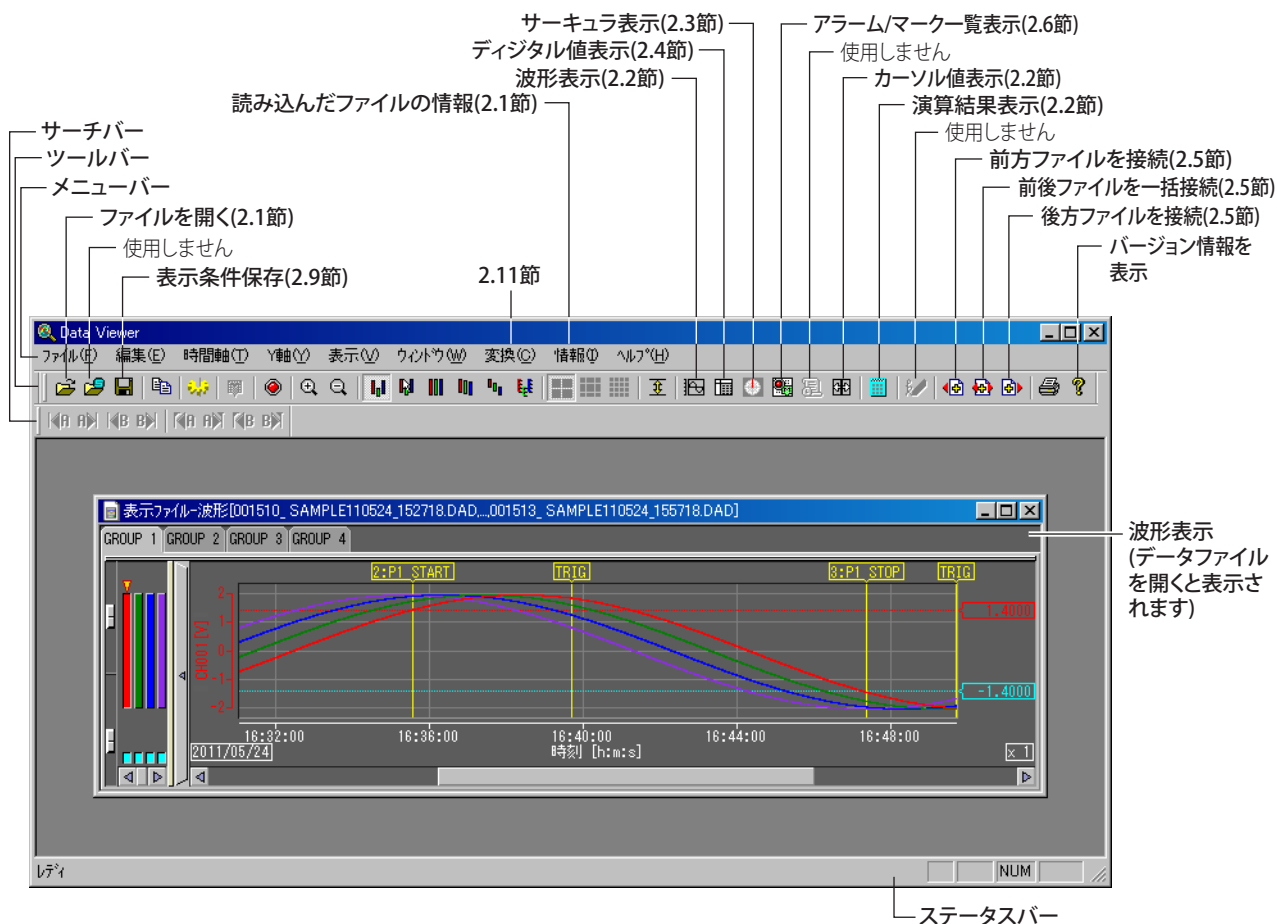 サーキュラ表示(2.3節)
アラーム/マーク一覧表示(2.6節)
ディジタル値表示(2.4節)
使用しません
波形表示(2.2節)
カーソル値表示(2.2節)
読み込んだファイルの情報(2.1節)
演算結果表示(2.2節)
サーチバー
使用しません
ツールバー
前方ファイルを接続(2.5節)
メニューバー
前後ファイルを一括接続(2.5節)
ファイルを開く(2.1節)
後方ファイルを接続(2.5節)
使用しません
バージョン情報を
表示
表示条件保存(2.9節)
2.11節
Data Viewer
ファイル(F) 編集(E) 時間軸(T) Y軸(Y) 表示(V) ウィンドウ(W) 変換(C) 情報(I) ヘルプ(H)
A A B B A A B B
表示ファイル-波形[001510_ SAMPLE110524_152718.DAD,...,001513_ SAMPLE110524_155718.DAD]
GROUP 1 GROUP 2 GROUP 3 GROUP 4
波形表示
(データファイル
を開くと表示さ
れます)
2:P1_START TRIG 3:P1_STOP TRIG
2
1
0
-1
-2
CH001[V]
1.4000
-1.4000
16:32:00 16:36:00 16:40:00 16:44:00 16:48:00
2011/05/24 時刻 [h:m:s] x 1
レディ NUM
ステータスバー